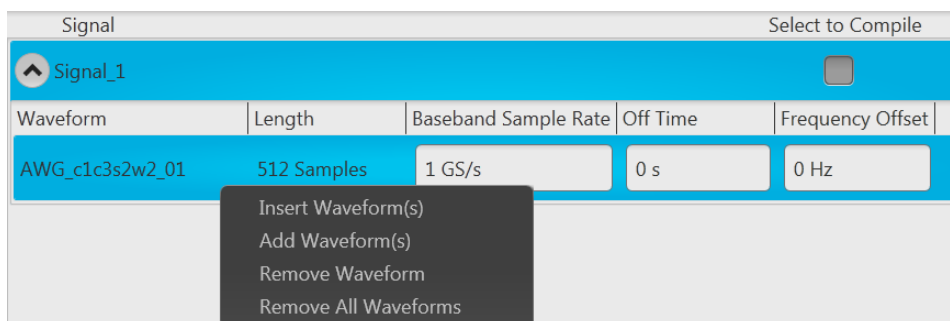 Signal Select to Compile
Signal_1
Waveform Length Baseband Sample Rate Off Time Frequency Offset
AWG_c1c3s2w2_01 512 Samples 1 GS/s 0 s 0 Hz
Insert Waveform(s)
Add Waveform(s)
Remove Waveform
Remove All Waveforms